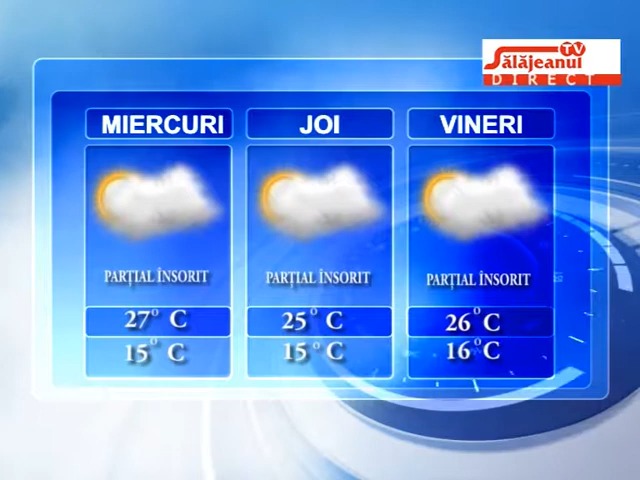 Sălăjeanul TV
DIRECT
MIERCURI
PARȚIAL ÎNSORIT
27° C
15° C
JOI
PARȚIAL ÎNSORIT
25° C
15° C
VINERI
PARȚIAL ÎNSORIT
26° C
16° C